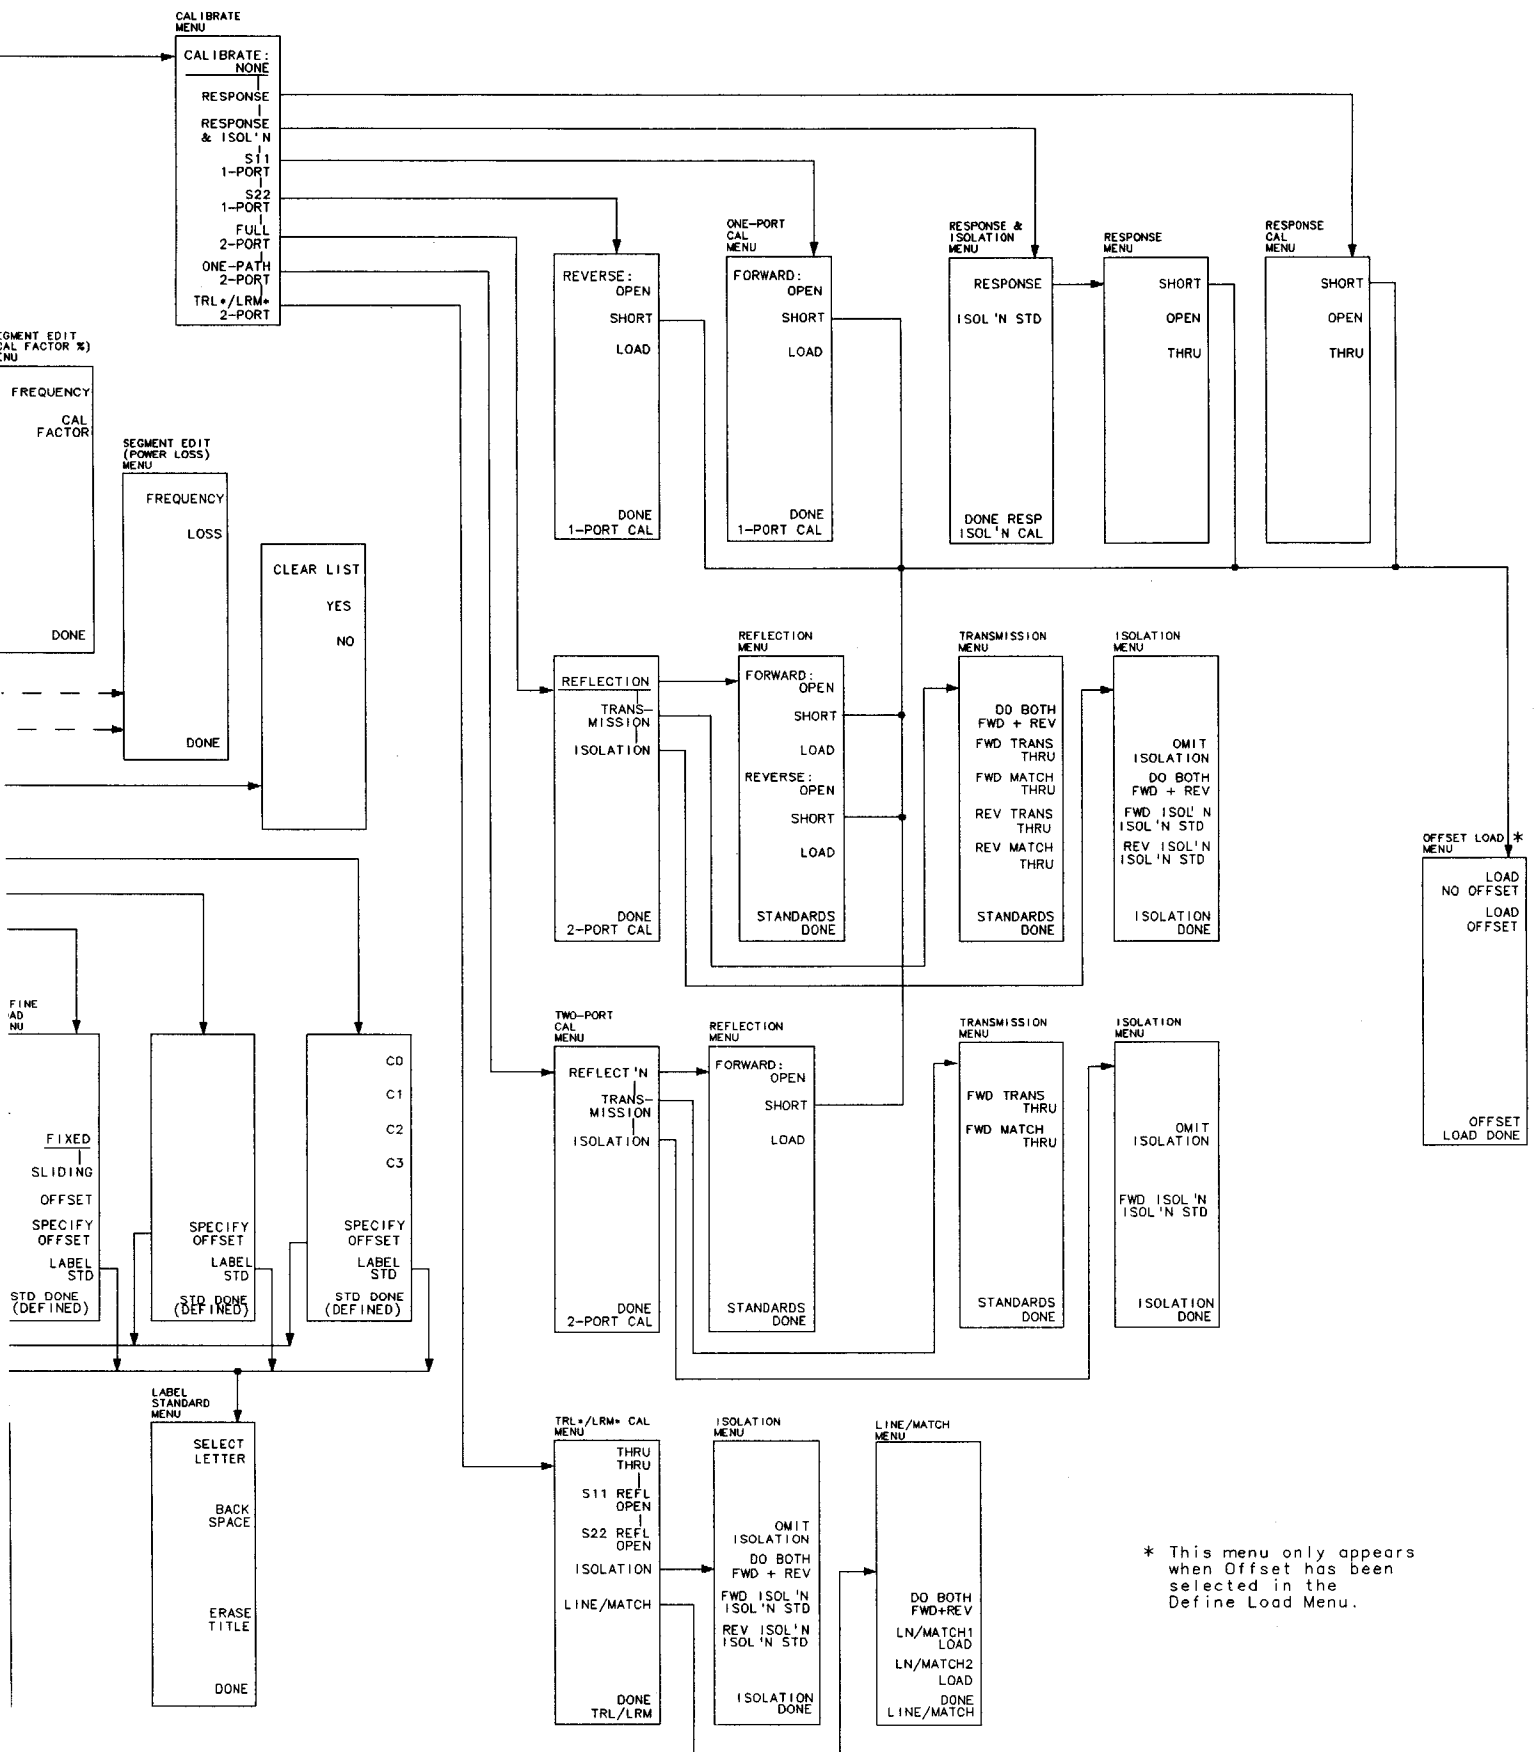 CALIBRATE
MENU
CALIBRATE:
NONE
RESPONSE
RESPONSE
& ISOL'N
S11
1-PORT
S22
1-PORT
FULL
2-PORT
ONE-PATH
2-PORT
TRL*/LRM*
2-PORT
EGMENT EDIT
CAL FACTOR %)
ENU
FREQUENCY
CAL
FACTOR
DONE
SEGMENT EDIT
(POWER LOSS)
MENU
FREQUENCY
LOSS
DONE
CLEAR LIST
YES
NO
REVERSE:
OPEN
SHORT
LOAD
DONE
1-PORT CAL
ONE-PORT
CAL
MENU
FORWARD:
OPEN
SHORT
LOAD
DONE
1-PORT CAL
RESPONSE &
ISOLATION
MENU
RESPONSE
ISOL'N STD
DONE RESP
ISOL'N CAL
RESPONSE
MENU
SHORT
OPEN
THRU
RESPONSE
CAL
MENU
SHORT
OPEN
THRU
REFLECTION
TRANS-
MISSION
ISOLATION
DONE
2-PORT CAL
REFLECTION
MENU
FORWARD:
OPEN
SHORT
LOAD
REVERSE:
OPEN
SHORT
LOAD
STANDARDS
DONE
TRANSMISSION
MENU
DO BOTH
FWD + REV
FWD TRANS
THRU
FWD MATCH
THRU
REV TRANS
THRU
REV MATCH
THRU
STANDARDS
DONE
ISOLATION
MENU
OMIT
ISOLATION
DO BOTH
FWD + REV
FWD ISOL'N
ISOL'N STD
REV ISOL'N
ISOL'N STD
ISOLATION
DONE
OFFSET LOAD *
MENU
LOAD
NO OFFSET
LOAD
OFFSET
OFFSET
LOAD DONE
FINE
AD
NU
FIXED
SLIDING
OFFSET
SPECIFY
OFFSET
LABEL
STD
STD DONE
(DEFINED)
SPECIFY
OFFSET
LABEL
STD
STD DONE
(DEFINED)
C0
C1
C2
C3
SPECIFY
OFFSET
LABEL
STD
STD DONE
(DEFINED)
TWO-PORT
CAL
MENU
REFLECT'N
TRANS-
MISSION
ISOLATION
DONE
2-PORT CAL
REFLECTION
MENU
FORWARD:
OPEN
SHORT
LOAD
STANDARDS
DONE
TRANSMISSION
MENU
FWD TRANS
THRU
FWD MATCH
THRU
STANDARDS
DONE
ISOLATION
MENU
OMIT
ISOLATION
FWD ISOL'N
ISOL'N STD
ISOLATION
DONE
LABEL
STANDARD
MENU
SELECT
LETTER
BACK
SPACE
ERASE
TITLE
DONE
TRL*/LRM* CAL
MENU
THRU
THRU
S11 REFL
OPEN
S22 REFL
OPEN
ISOLATION
LINE/MATCH
DONE
TRL/LRM
ISOLATION
MENU
OMIT
ISOLATION
DO BOTH
FWD + REV
FWD ISOL'N
ISOL'N STD
REV ISOL'N
ISOL'N STD
ISOLATION
DONE
LINE/MATCH
MENU
DO BOTH
FWD+REV
LN/MATCH1
LOAD
LN/MATCH2
LOAD
DONE
LINE/MATCH
* This menu only appears
when Offset has been
selected in the
Define Load Menu.